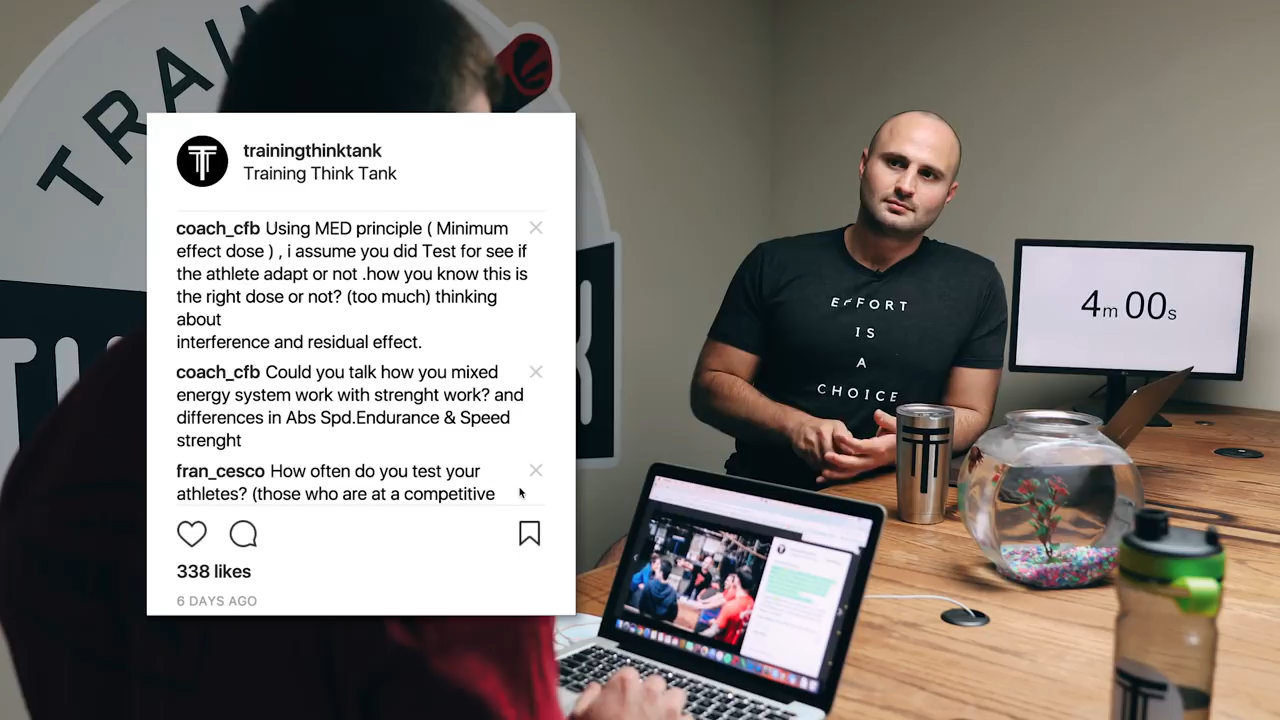 TRAIN
trainingthinktank
Training Think Tank
coach_cfb Using MED principle ( Minimum
effect dose ) , i assume you did Test for see if
the athlete adapt or not .how you know this is
the right dose or not? (too much) thinking
about
interference and residual effect.
coach_cfb Could you talk how you mixed
energy system work with strenght work? and
differences in Abs Spd.Endurance & Speed
strenght
fran_cesco How often do you test your
athletes? (those who are at a competitive
338 likes
6 DAYS AGO
EFFORT
IS
A
CHOICE
4m 00s